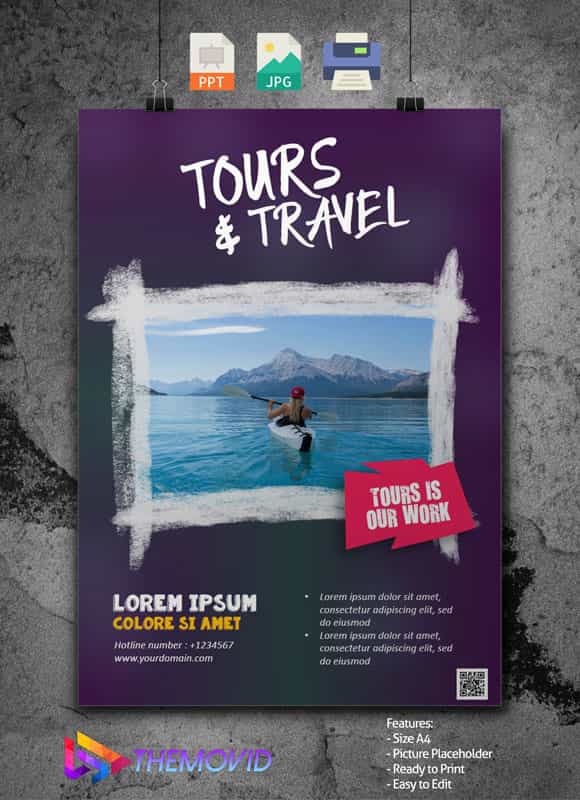 PPT
JPG
TOURS
& TRAVEL
TOURS IS
OUR WORK
LOREM IPSUM
COLORE SI AMET
Hotline number : +1234567
www.yourdomain.com
• Lorem ipsum dolor sit amet,
consectetur adipiscing elit, sed
do eiusmod
• Lorem ipsum dolor sit amet,
consectetur adipiscing elit, sed
do eiusmod
THEMOVID
Features:
- Size A4
- Picture Placeholder
- Ready to Print
- Easy to Edit